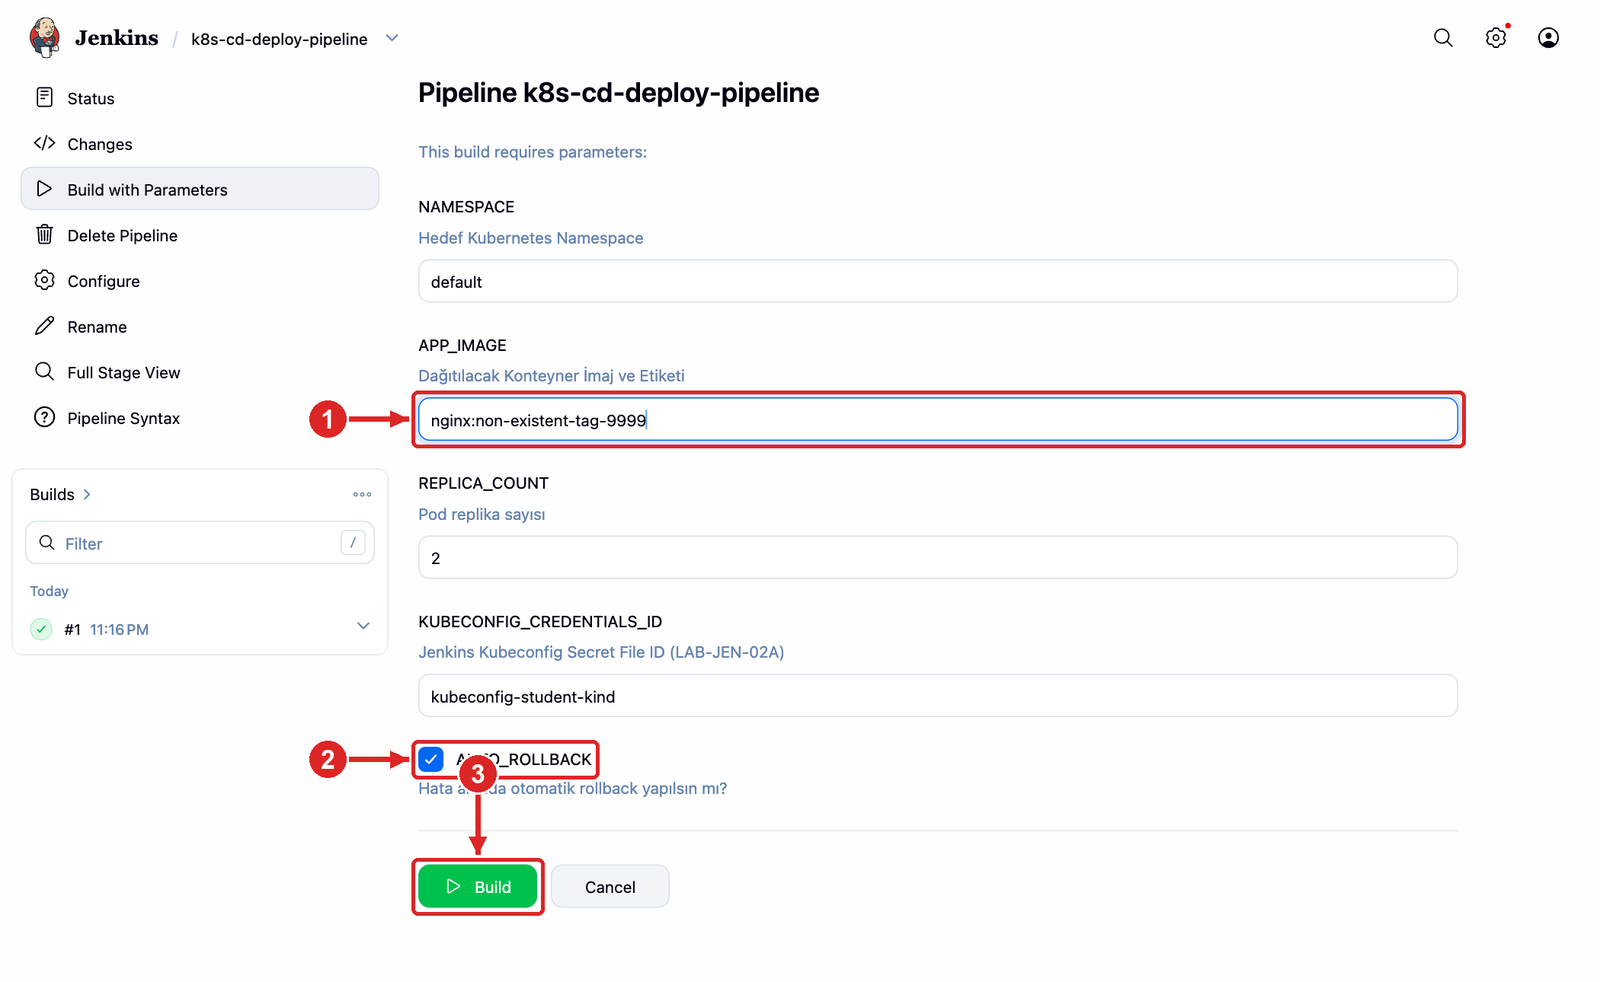 Jenkins / k8s-cd-deploy-pipeline
Status
Changes
Build with Parameters
Delete Pipeline
Configure
Rename
Full Stage View
Pipeline Syntax
Builds
Filter /
Today
#1 11:16 PM
Pipeline k8s-cd-deploy-pipeline
This build requires parameters:
NAMESPACE
Hedef Kubernetes Namespace
default
APP_IMAGE
Dağıtılacak Konteyner İmaj ve Etiketi
1
nginx:non-existent-tag-9999
REPLICA_COUNT
Pod replika sayısı
2
KUBECONFIG_CREDENTIALS_ID
Jenkins Kubeconfig Secret File ID (LAB-JEN-02A)
kubeconfig-student-kind
2
AUTO_ROLLBACK
3
Hata otomatik rollback yapılsın mı?
Build
Cancel